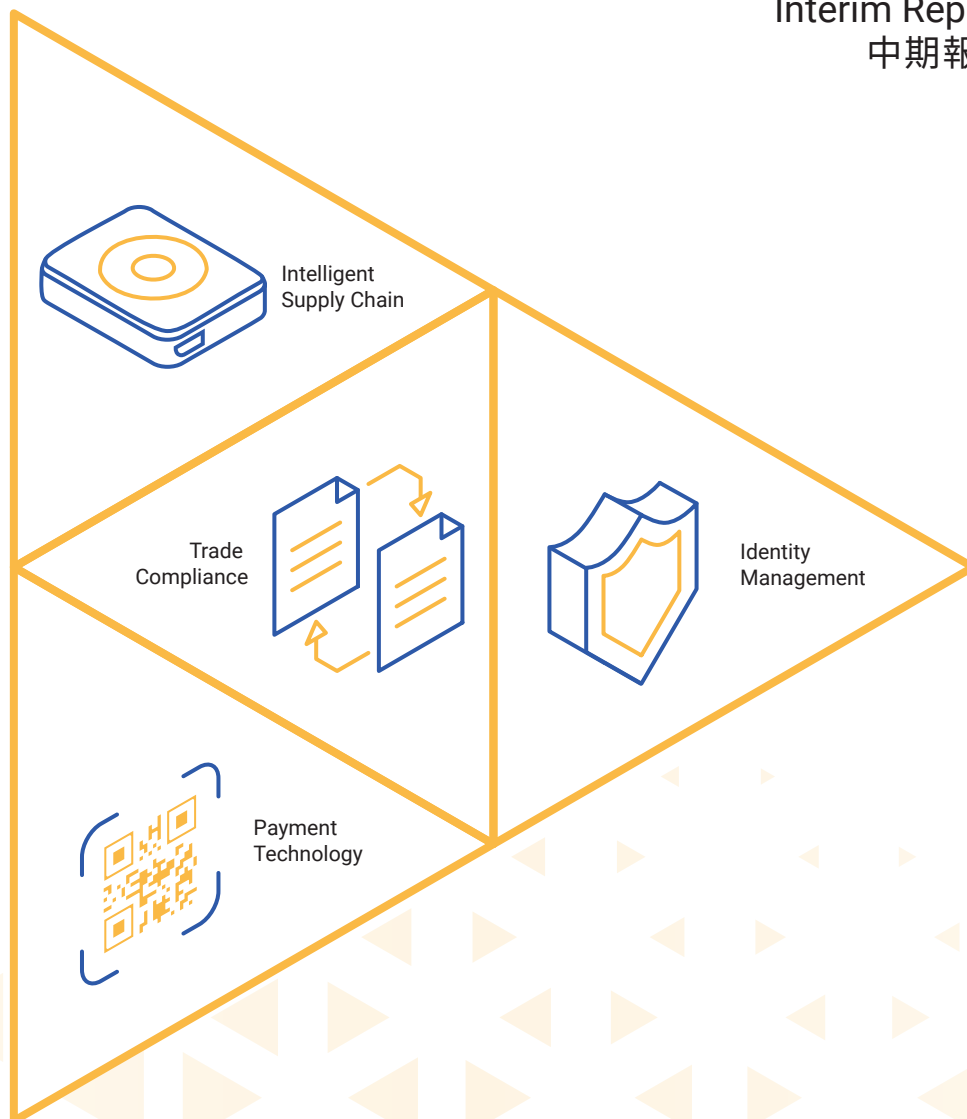 Interim Rep
中期報
Intelligent
Supply Chain
Trade
Compliance
Identity
Management
Payment
Technology